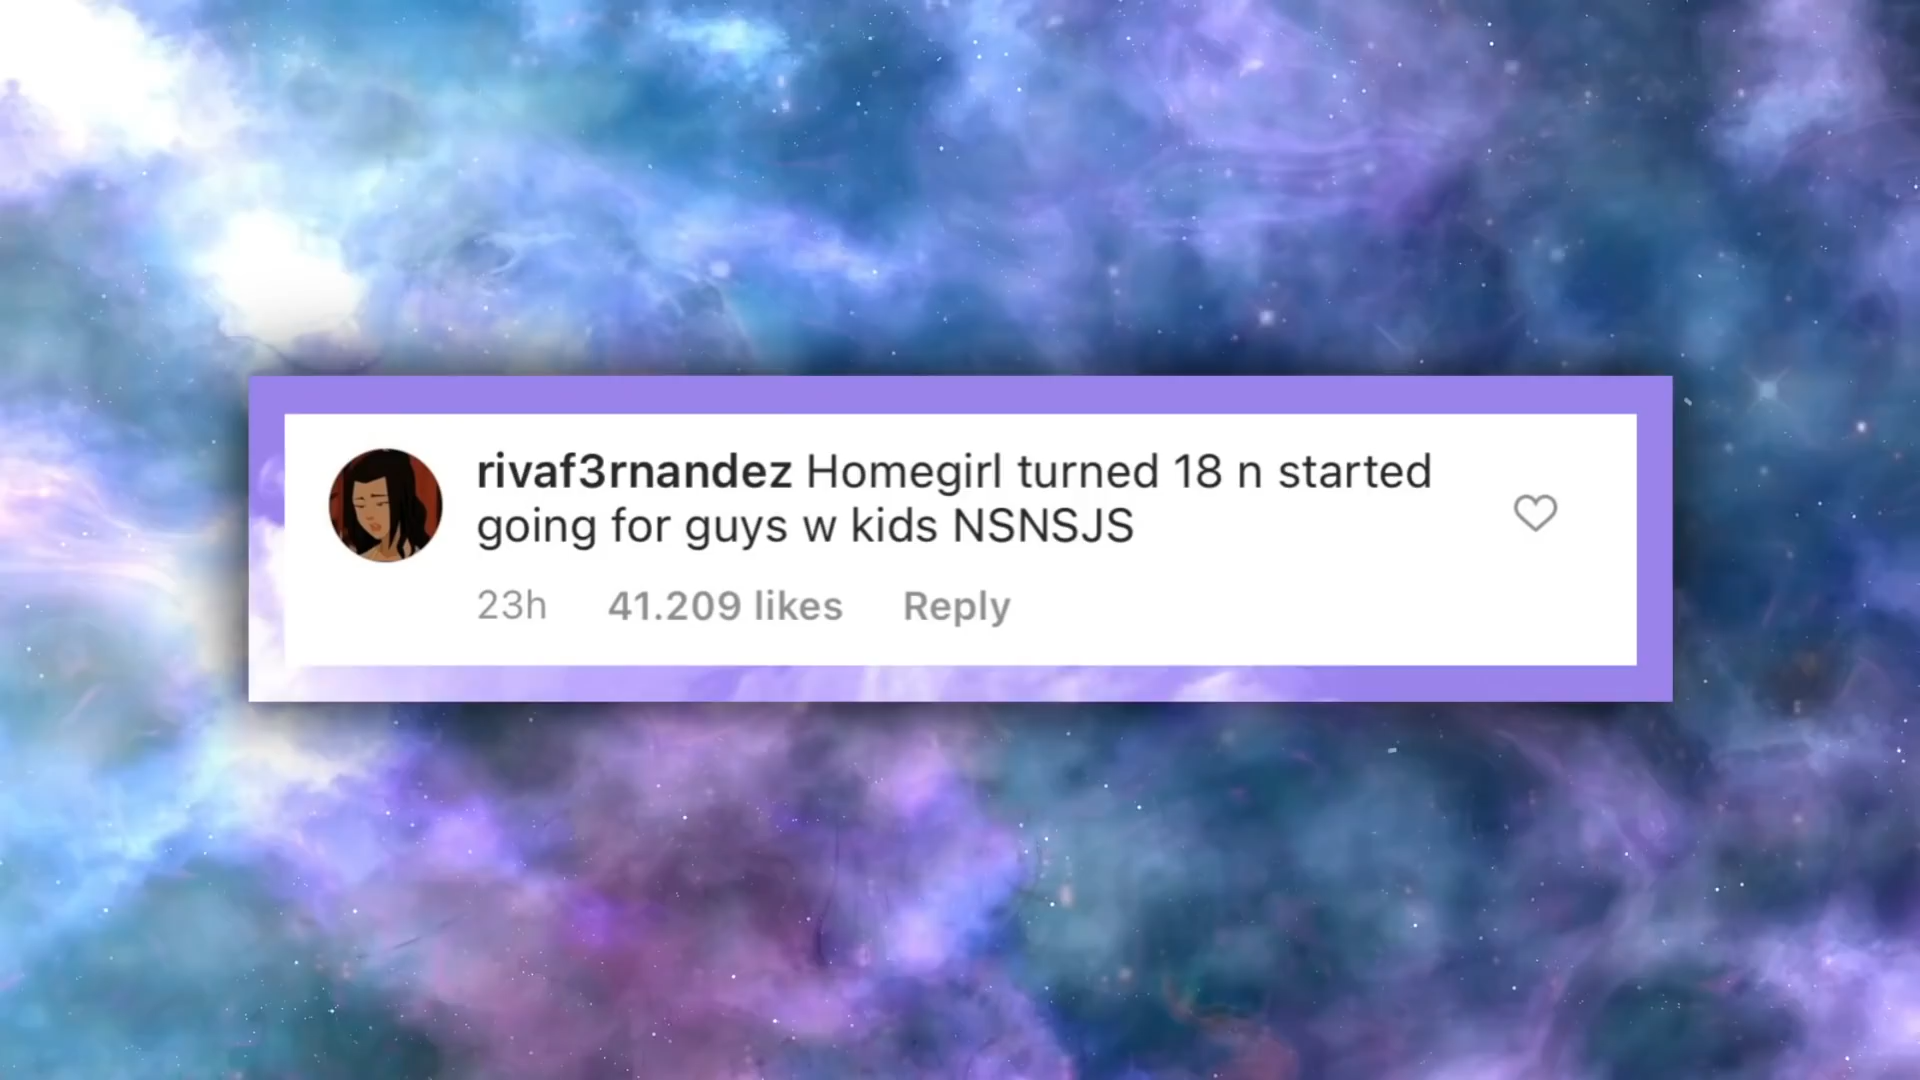 rivaf3rnandez Homegirl turned 18 n started
going for guys w kids NSNSJS
23h 41.209 likes Reply